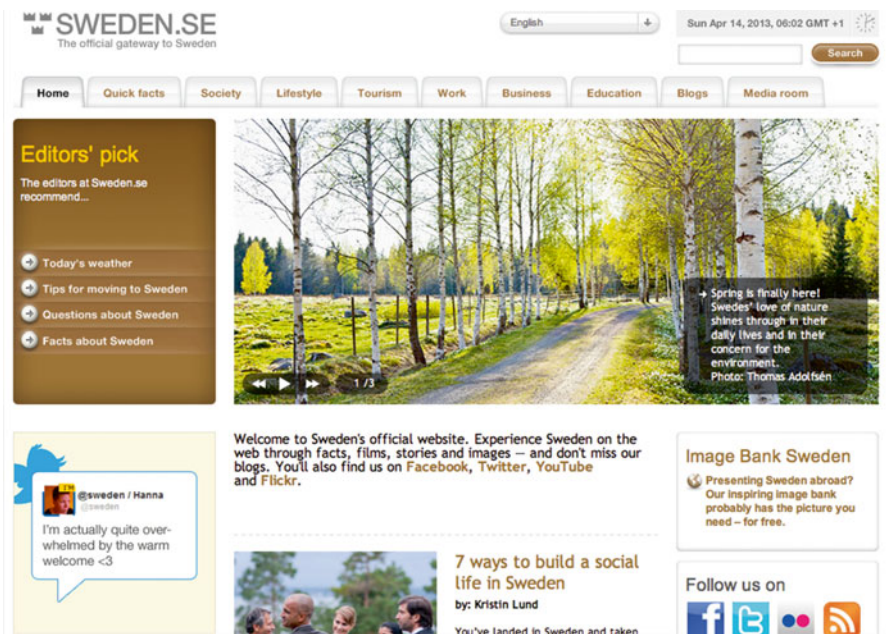 SWEDEN.SE
The official gateway to Sweden
English
Sun Apr 14, 2013, 06:02 GMT +1
Search
Home Quick facts Society Lifestyle Tourism Work Business Education Blogs Media room
Editors' pick
The editors at Sweden.se
recommend...
Today's weather
Tips for moving to Sweden
Questions about Sweden
Facts about Sweden
Spring is finally here!
Swedes' love of nature
shines through in their
daily lives and in their
concern for the
environment.
Photo: Thomas Adolfsén
1 /3
@sweden / Hanna
@sweden
I'm actually quite over-
whelmed by the warm
welcome <3
Welcome to Sweden's official website. Experience Sweden on the
web through facts, films, stories and images — and don't miss our
blogs. You'll also find us on Facebook, Twitter, YouTube
and Flickr.
7 ways to build a social
life in Sweden
by: Kristin Lund
You've landed in Sweden and taken
Image Bank Sweden
Presenting Sweden abroad?
Our inspiring image bank
probably has the picture you
need – for free.
Follow us on